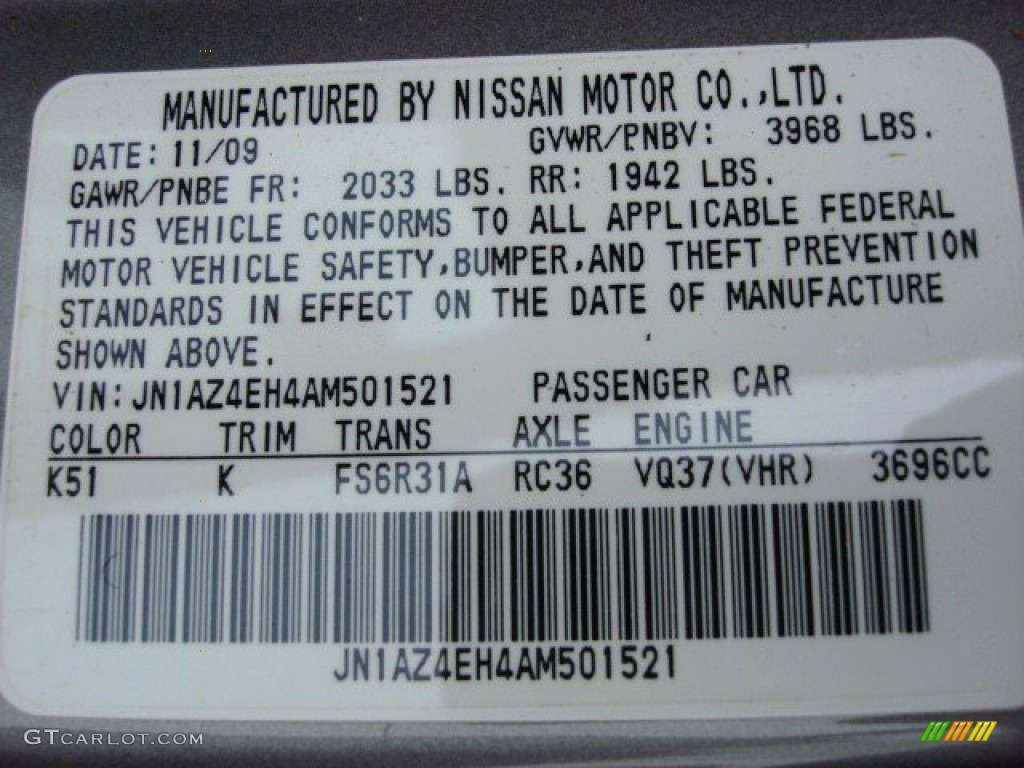 MANUFACTURED BY NISSAN MOTOR CO.,LTD.
DATE: 11/09 GVWR/PNBV: 3968 LBS.
GAWR/PNBE FR: 2033 LBS. RR: 1942 LBS.
THIS VEHICLE CONFORMS TO ALL APPLICABLE FEDERAL
MOTOR VEHICLE SAFETY,BUMPER,AND THEFT PREVENTION
STANDARDS IN EFFECT ON THE DATE OF MANUFACTURE
SHOWN ABOVE.
VIN: JN1AZ4EH4AM501521 PASSENGER CAR
COLOR TRIM TRANS AXLE ENGINE
K51 K FS6R31A RC36 VQ37(VHR) 3696CC
JN1AZ4EH4AM501521
GTCARLOT.COM